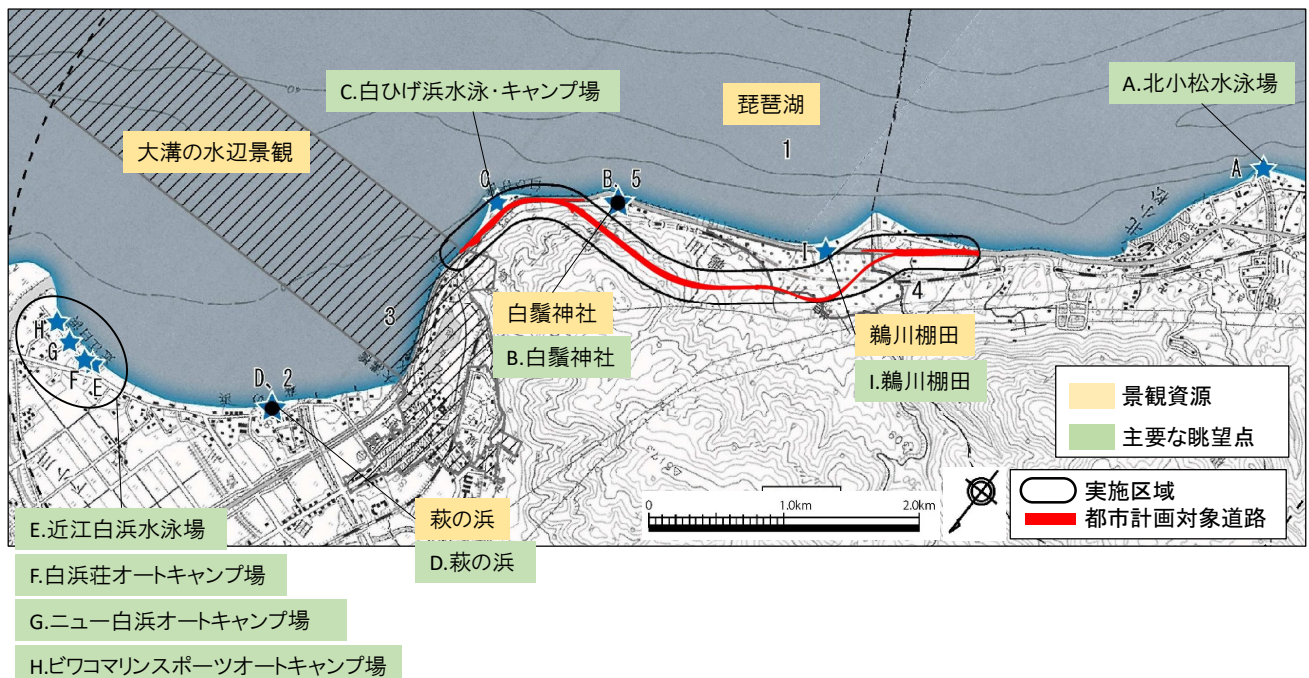 C.白ひげ浜水泳・キャンプ場
琵琶湖
1
A.北小松水泳場
大溝の水辺景観
C
B、5
A
I
白鬚神社
B.白鬚神社
3
4
鵜川棚田
I.鵜川棚田
H
G
F
E
D、2
景観資源
主要な眺望点
萩の浜
D.萩の浜
0
1.0km
2.0km
実施区域
都市計画対象道路
E.近江白浜水泳場
F.白浜荘オートキャンプ場
G.ニュー白浜オートキャンプ場
H.ビワコマリンスポーツオートキャンプ場